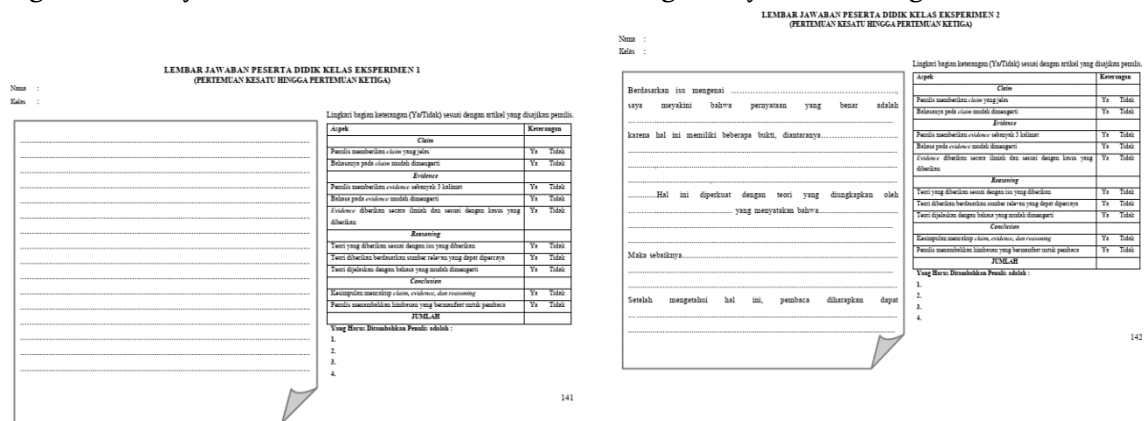 LEMBAR JAWABAN PESERTA DIDIK KELAS EKSPERIMEN 1
(PERTEMUAN KESATU HINGGA PERTEMUAN KETIGA)
Nama :
Kelas :
Lingkari bagian keterangan (Ya/Tidak) sesuai dengan artikel yang disajikan penulis.
Aspek Keterangan
Claim
Penulis memberikan claim yang jelas Ya Tidak
Bahasanya pada claim mudah dimengerti Ya Tidak
Evidence
Penulis memberikan evidence sebanyak 3 kalimat Ya Tidak
Bahasa pada evidence mudah dimengerti Ya Tidak
Evidence diberikan secara ilmiah dan sesuai dengan kasus yang Ya Tidak
diberikan
Reasoning
Teori yang diberikan sesuai dengan isu yang diberikan Ya Tidak
Teori diberikan berdasarkan sumber relevan yang dapat dipercaya Ya Tidak
Teori dijelaskan dengan bahasa yang mudah dimengerti Ya Tidak
Conclusion
Kesimpulan mencakup claim, evidence, dan reasoning Ya Tidak
Penulis menambahkan himbauan yang bermanfaat untuk pembaca Ya Tidak
JUMLAH
Yang Harus Ditambahkan Penulis adalah :
1.
2.
3.
4.
141
LEMBAR JAWABAN PESERTA DIDIK KELAS EKSPERIMEN 2
(PERTEMUAN KESATU HINGGA PERTEMUAN KETIGA)
Nama :
Kelas :
Berdasarkan isu mengenai ...................................................,
saya meyakini bahwa pernyataan yang benar adalah
karena hal ini memiliki beberapa bukti, diantaranya................................
............Hal ini diperkuat dengan teori yang diungkapkan oleh
.......................................... yang menyatakan bahwa................................
Maka sebaiknya................................................................
Setelah mengetahui hal ini, pembaca diharapkan dapat
Lingkari bagian keterangan (Ya/Tidak) sesuai dengan artikel yang disajikan penulis.
Aspek Keterangan
Claim
Penulis memberikan claim yang jelas Ya Tidak
Bahasanya pada claim mudah dimengerti Ya Tidak
Evidence
Penulis memberikan evidence sebanyak 3 kalimat Ya Tidak
Bahasa pada evidence mudah dimengerti Ya Tidak
Evidence diberikan secara ilmiah dan sesuai dengan kasus yang Ya Tidak
diberikan
Reasoning
Teori yang diberikan sesuai dengan isu yang diberikan Ya Tidak
Teori diberikan berdasarkan sumber relevan yang dapat dipercaya Ya Tidak
Teori dijelaskan dengan bahasa yang mudah dimengerti Ya Tidak
Conclusion
Kesimpulan mencakup claim, evidence, dan reasoning Ya Tidak
Penulis menambahkan himbauan yang bermanfaat untuk pembaca Ya Tidak
JUMLAH
Yang Harus Ditambahkan Penulis adalah :
1.
2.
3.
4.
142